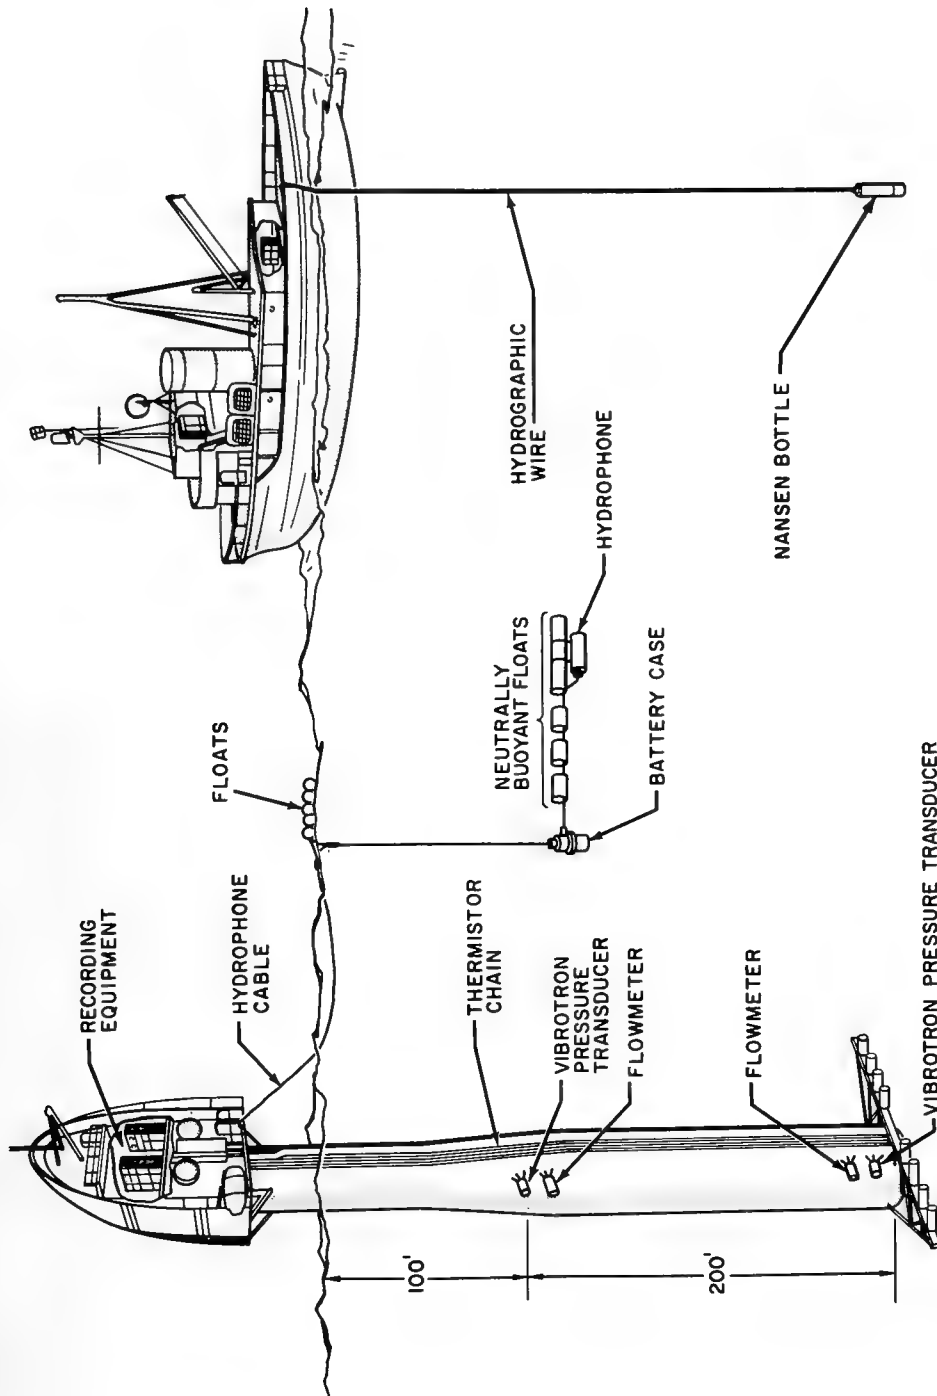 RECORDING
EQUIPMENT
HYDROPHONE
CABLE
FLOATS
THERMISTOR
CHAIN
VIBROTRON
PRESSURE
TRANSDUCER
FLOWMETER
FLOWMETER
VIBROTRON PRESSURE TRANSDUCER
100'
200'
NEUTRALLY
BUOYANT FLOATS
HYDROPHONE
BATTERY CASE
HYDROGRAPHIC
WIRE
NANSEN BOTTLE